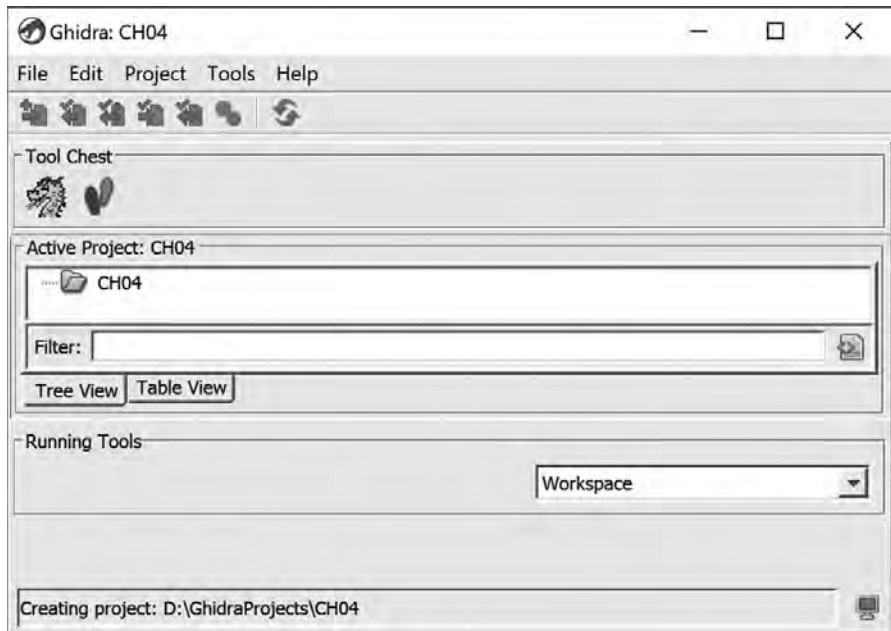 Ghidra: CH04
File Edit Project Tools Help
Tool Chest
Active Project: CH04
CH04
Filter:
Tree View Table View
Running Tools
Workspace
Creating project: D:\GhidraProjects\CH04